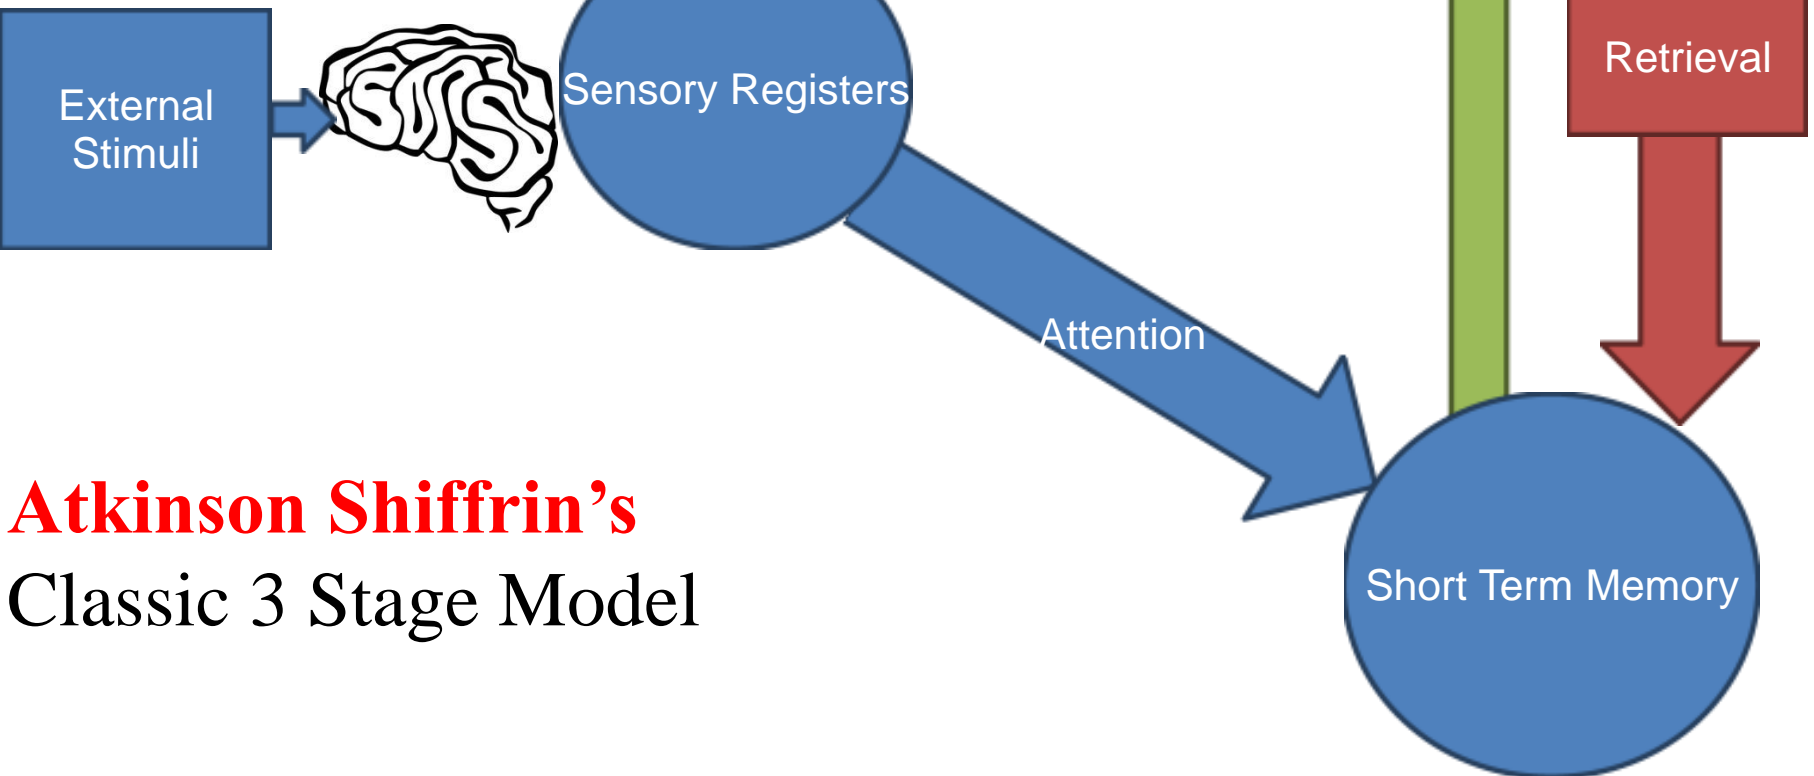 External
Stimuli
Sensory Registers
Retrieval
Attention
Short Term Memory
Atkinson Shiffrin’s
Classic 3 Stage Model